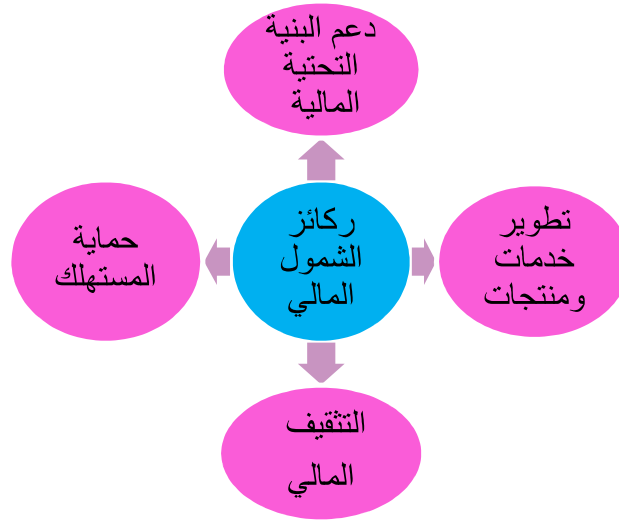 دعم البنية
التحتية
المالية
تطوير
خدمات
ومنتجات
ركائز
الشمول
المالي
حماية
المستهلك
التثقيف
المالي